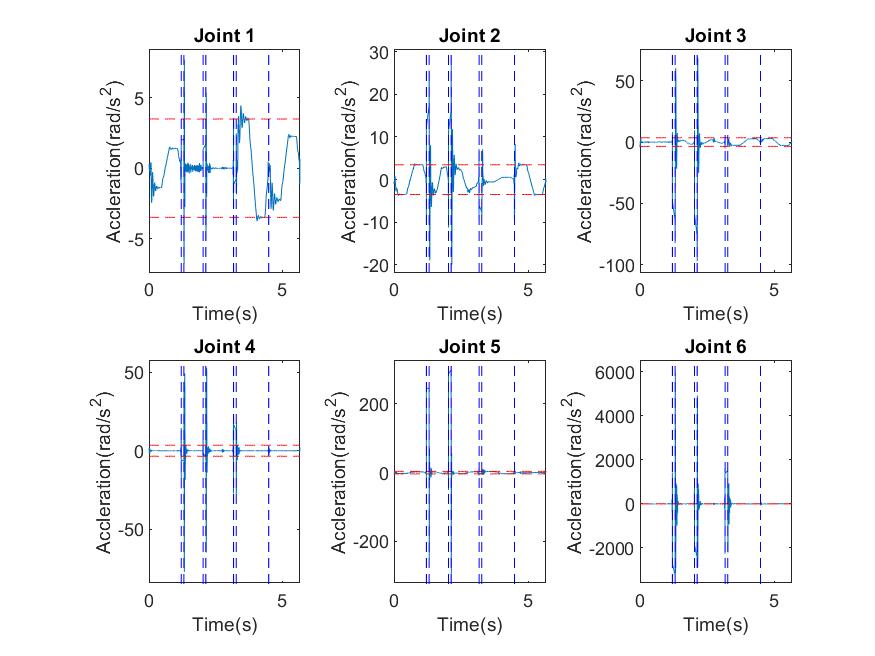 Joint 1
Accleration(rad/s²)
5
0
-5
0
5
Time(s)
Joint 2
Accleration(rad/s²)
30
20
10
0
-10
-20
0
5
Time(s)
Joint 3
Accleration(rad/s²)
50
0
-50
-100
0
5
Time(s)
Joint 4
Accleration(rad/s²)
50
0
-50
0
5
Time(s)
Joint 5
Accleration(rad/s²)
200
0
-200
0
5
Time(s)
Joint 6
Accleration(rad/s²)
6000
4000
2000
0
-2000
0
5
Time(s)